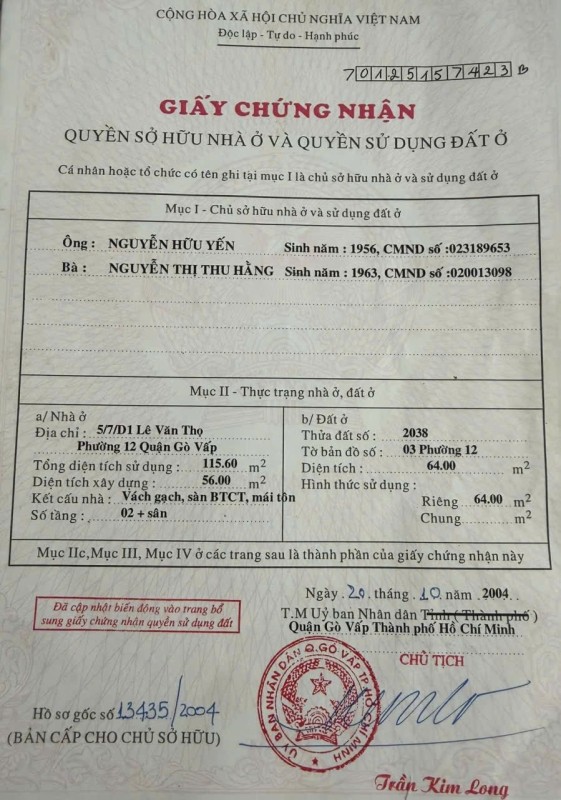 CỘNG HÒA XÃ HỘI CHỦ NGHĨA VIỆT NAM
Độc lập - Tự do - Hạnh phúc
70125157423 B
GIẤY CHỨNG NHẬN
QUYỀN SỞ HỮU NHÀ Ở VÀ QUYỀN SỬ DỤNG ĐẤT Ở
Cá nhân hoặc tổ chức có tên ghi tại mục I là chủ sở hữu nhà ở và sử dụng đất ở
Mục I - Chủ sở hữu nhà ở và sử dụng đất ở
Ông : NGUYỄN HỮU YẾN Sinh năm : 1956, CMND số :023189653
Bà : NGUYỄN THỊ THU HẰNG Sinh năm : 1963, CMND số :020013098
Mục II - Thực trạng nhà ở, đất ở
a/ Nhà ở
Địa chỉ : 5/7/D1 Lê Văn Thọ
Phường 12 Quận Gò Vấp
Tổng diện tích sử dụng : 115.60 m2
Diện tích xây dựng : 56.00 m2
Kết cấu nhà : Vách gạch, sàn BTCT, mái tôn
Số tầng : 02 + sân
b/ Đất ở
Thửa đất số : 2038
Tờ bản đồ số : 03 Phường 12
Diện tích : 64.00 m2
Hình thức sử dụng :
Riêng 64.00 m2
Chung m2
Mục IIc, Mục III, Mục IV ở các trang sau là thành phần của giấy chứng nhận này
Ngày 20 tháng 10 năm 2004
T.M Uỷ ban Nhân dân Tỉnh ( Thành phố )
Quận Gò Vấp Thành phố Hồ Chí Minh
CHỦ TỊCH
Đã cập nhật biến động vào trang bổ
sung giấy chứng nhận quyền sử dụng đất
ỦY BAN NHÂN DÂN Q.GÒ VẤP TP.HỒ CHÍ MINH
Hồ sơ gốc số 13435/2004
(BẢN CẤP CHO CHỦ SỞ HỮU)
Trần Kim Long